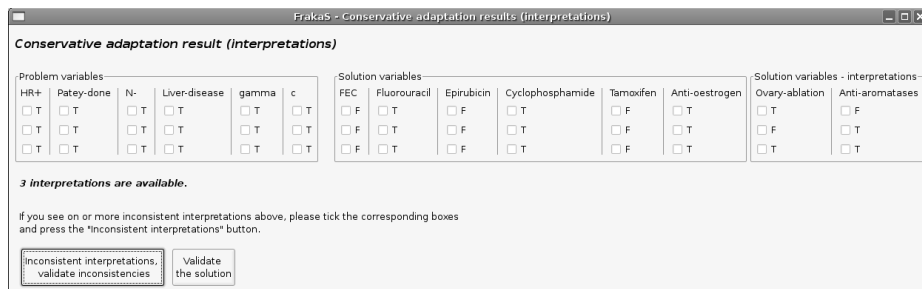 FrakaS - Conservative adaptation results (interpretations)
Conservative adaptation result (interpretations)
Problem variables Solution variables Solution variables - interpretations
HR+ Patey-done N- Liver-disease gamma c FEC Fluorouracil Epirubicin Cyclophosphamide Tamoxifen Anti-oestrogen Ovary-ablation Anti-aromatases
T T T T T T F T F T F T T F
T T T T T T F T F T F T F T
T T T T T T F T F T F T T T
3 interpretations are available.
If you see on or more inconsistent interpretations above, please tick the corresponding boxes
and press the "Inconsistent interpretations" button.
Inconsistent interpretations, Validate
validate inconsistencies the solution